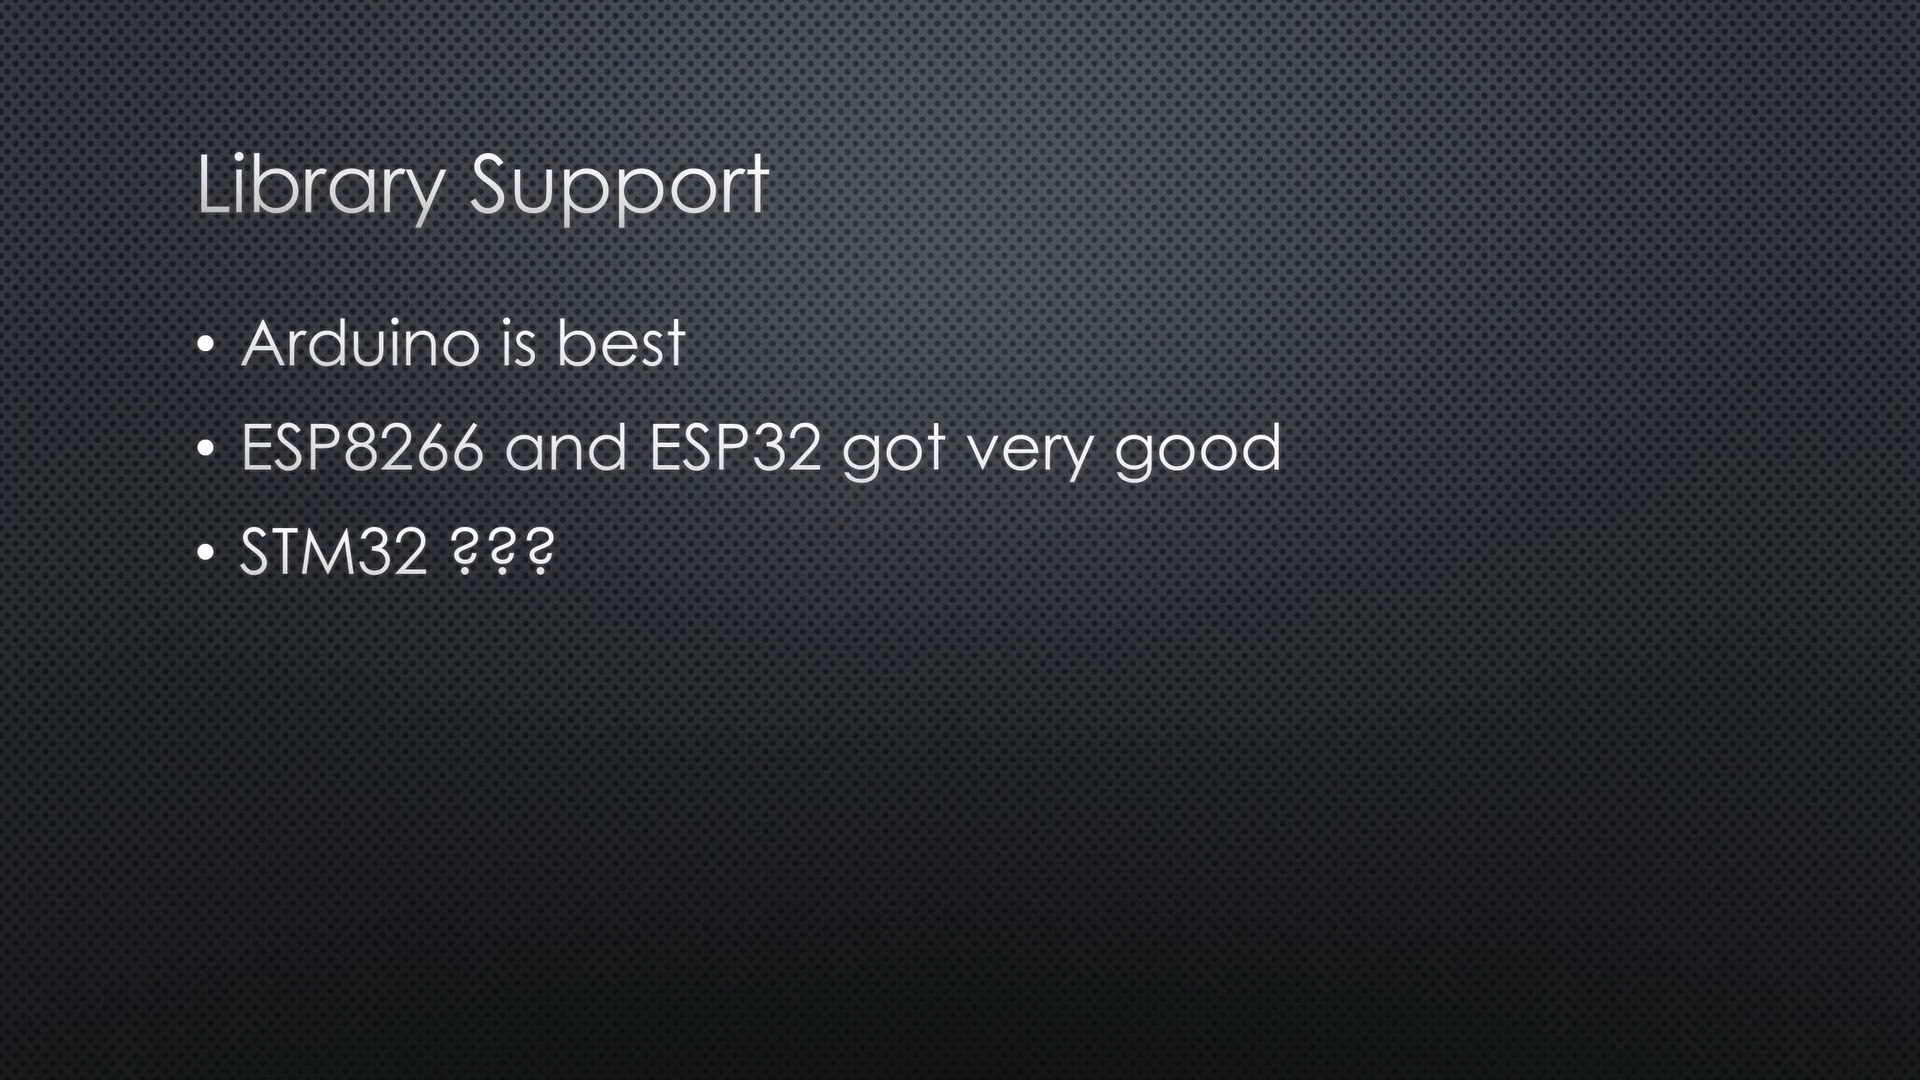 Library Support
• Arduino is best
• ESP8266 and ESP32 got very good
• STM32 ???